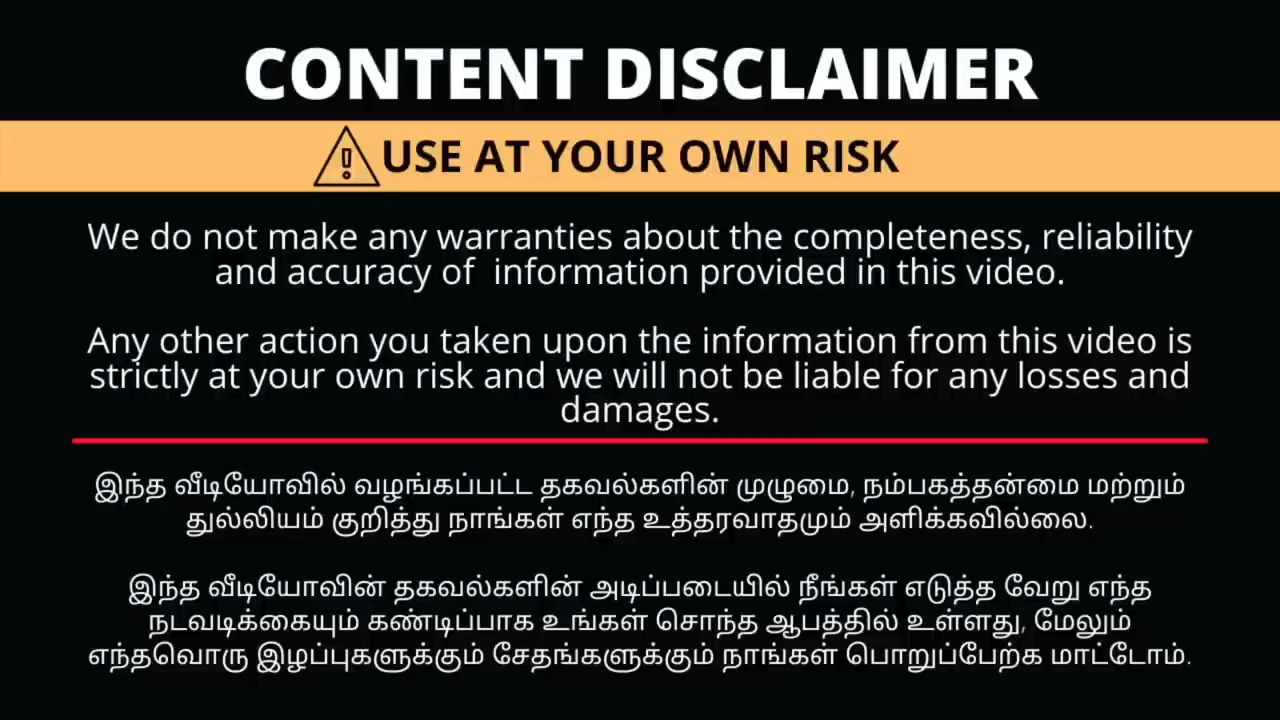 CONTENT DISCLAIMER
USE AT YOUR OWN RISK
We do not make any warranties about the completeness, reliability
and accuracy of information provided in this video.
Any other action you taken upon the information from this video is
strictly at your own risk and we will not be liable for any losses and
damages.
இந்த வீடியோவில் வழங்கப்பட்ட தகவல்களின் முழுமை, நம்பகத்தன்மை மற்றும்
துல்லியம் குறித்து நாங்கள் எந்த உத்தரவாதமும் அளிக்கவில்லை.
இந்த வீடியோவின் தகவல்களின் அடிப்படையில் நீங்கள் எடுத்த வேறு எந்த
நடவடிக்கையும் கண்டிப்பாக உங்கள் சொந்த ஆபத்தில் உள்ளது, மேலும்
எந்தவொரு இழப்புகளுக்கும் சேதங்களுக்கும் நாங்கள் பொறுப்பேற்க மாட்டோம்.